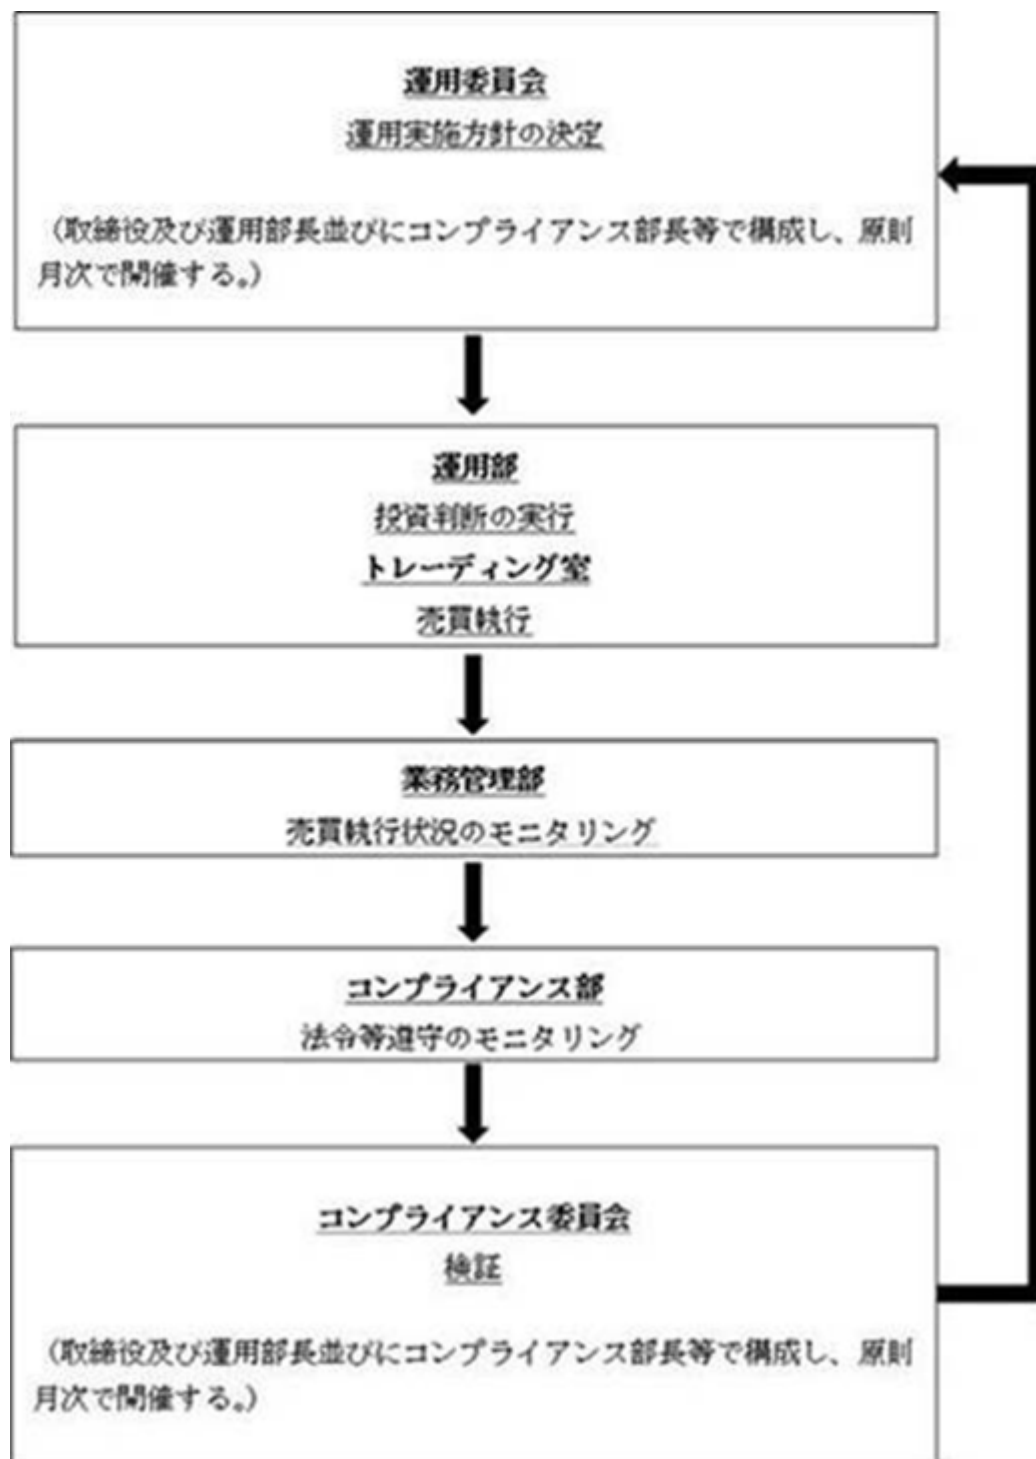 運用委員会
運用実施方針の決定
（取締役及び運用部長並びにコンプライアンス部長等で構成し、原則
月次で開催する。）
運用部
投資判断の実行
トレーディング室
売買執行
業務管理部
売買執行状況のモニタリング
コンプライアンス部
法令等遵守のモニタリング
コンプライアンス委員会
検証
（取締役及び運用部長並びにコンプライアンス部長等で構成し、原則
月次で開催する。）